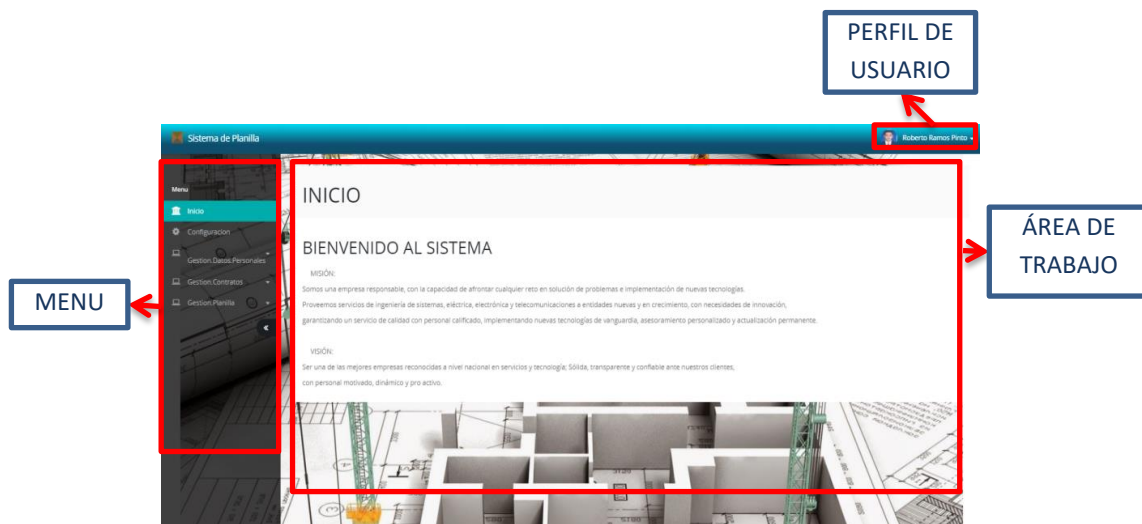 PERFIL DE
USUARIO
Sistema de Planilla
Roberto Ramos Pinto
Menu
Inicio
Configuracion
Gestion.Datos.Personales
Gestion.Contratos
Gestion.Planilla
MENU
INICIO
BIENVENIDO AL SISTEMA
MISIÓN:
Somos una empresa responsable, con la capacidad de afrontar cualquier reto en solución de problemas e implementación de nuevas tecnologías.
Proveemos servicios de ingeniería de sistemas, eléctrica, electrónica y telecomunicaciones a entidades nuevas y en crecimiento, con necesidades de innovación,
garantizando un servicio de calidad con personal calificado, implementando nuevas tecnologías de vanguardia, asesoramiento personalizado y actualización permanente.
VISIÓN:
Ser una de las mejores empresas reconocidas a nivel nacional en servicios y tecnología; Sólida, transparente y confiable ante nuestros clientes,
con personal motivado, dinámico y pro activo.
ÁREA DE
TRABAJO